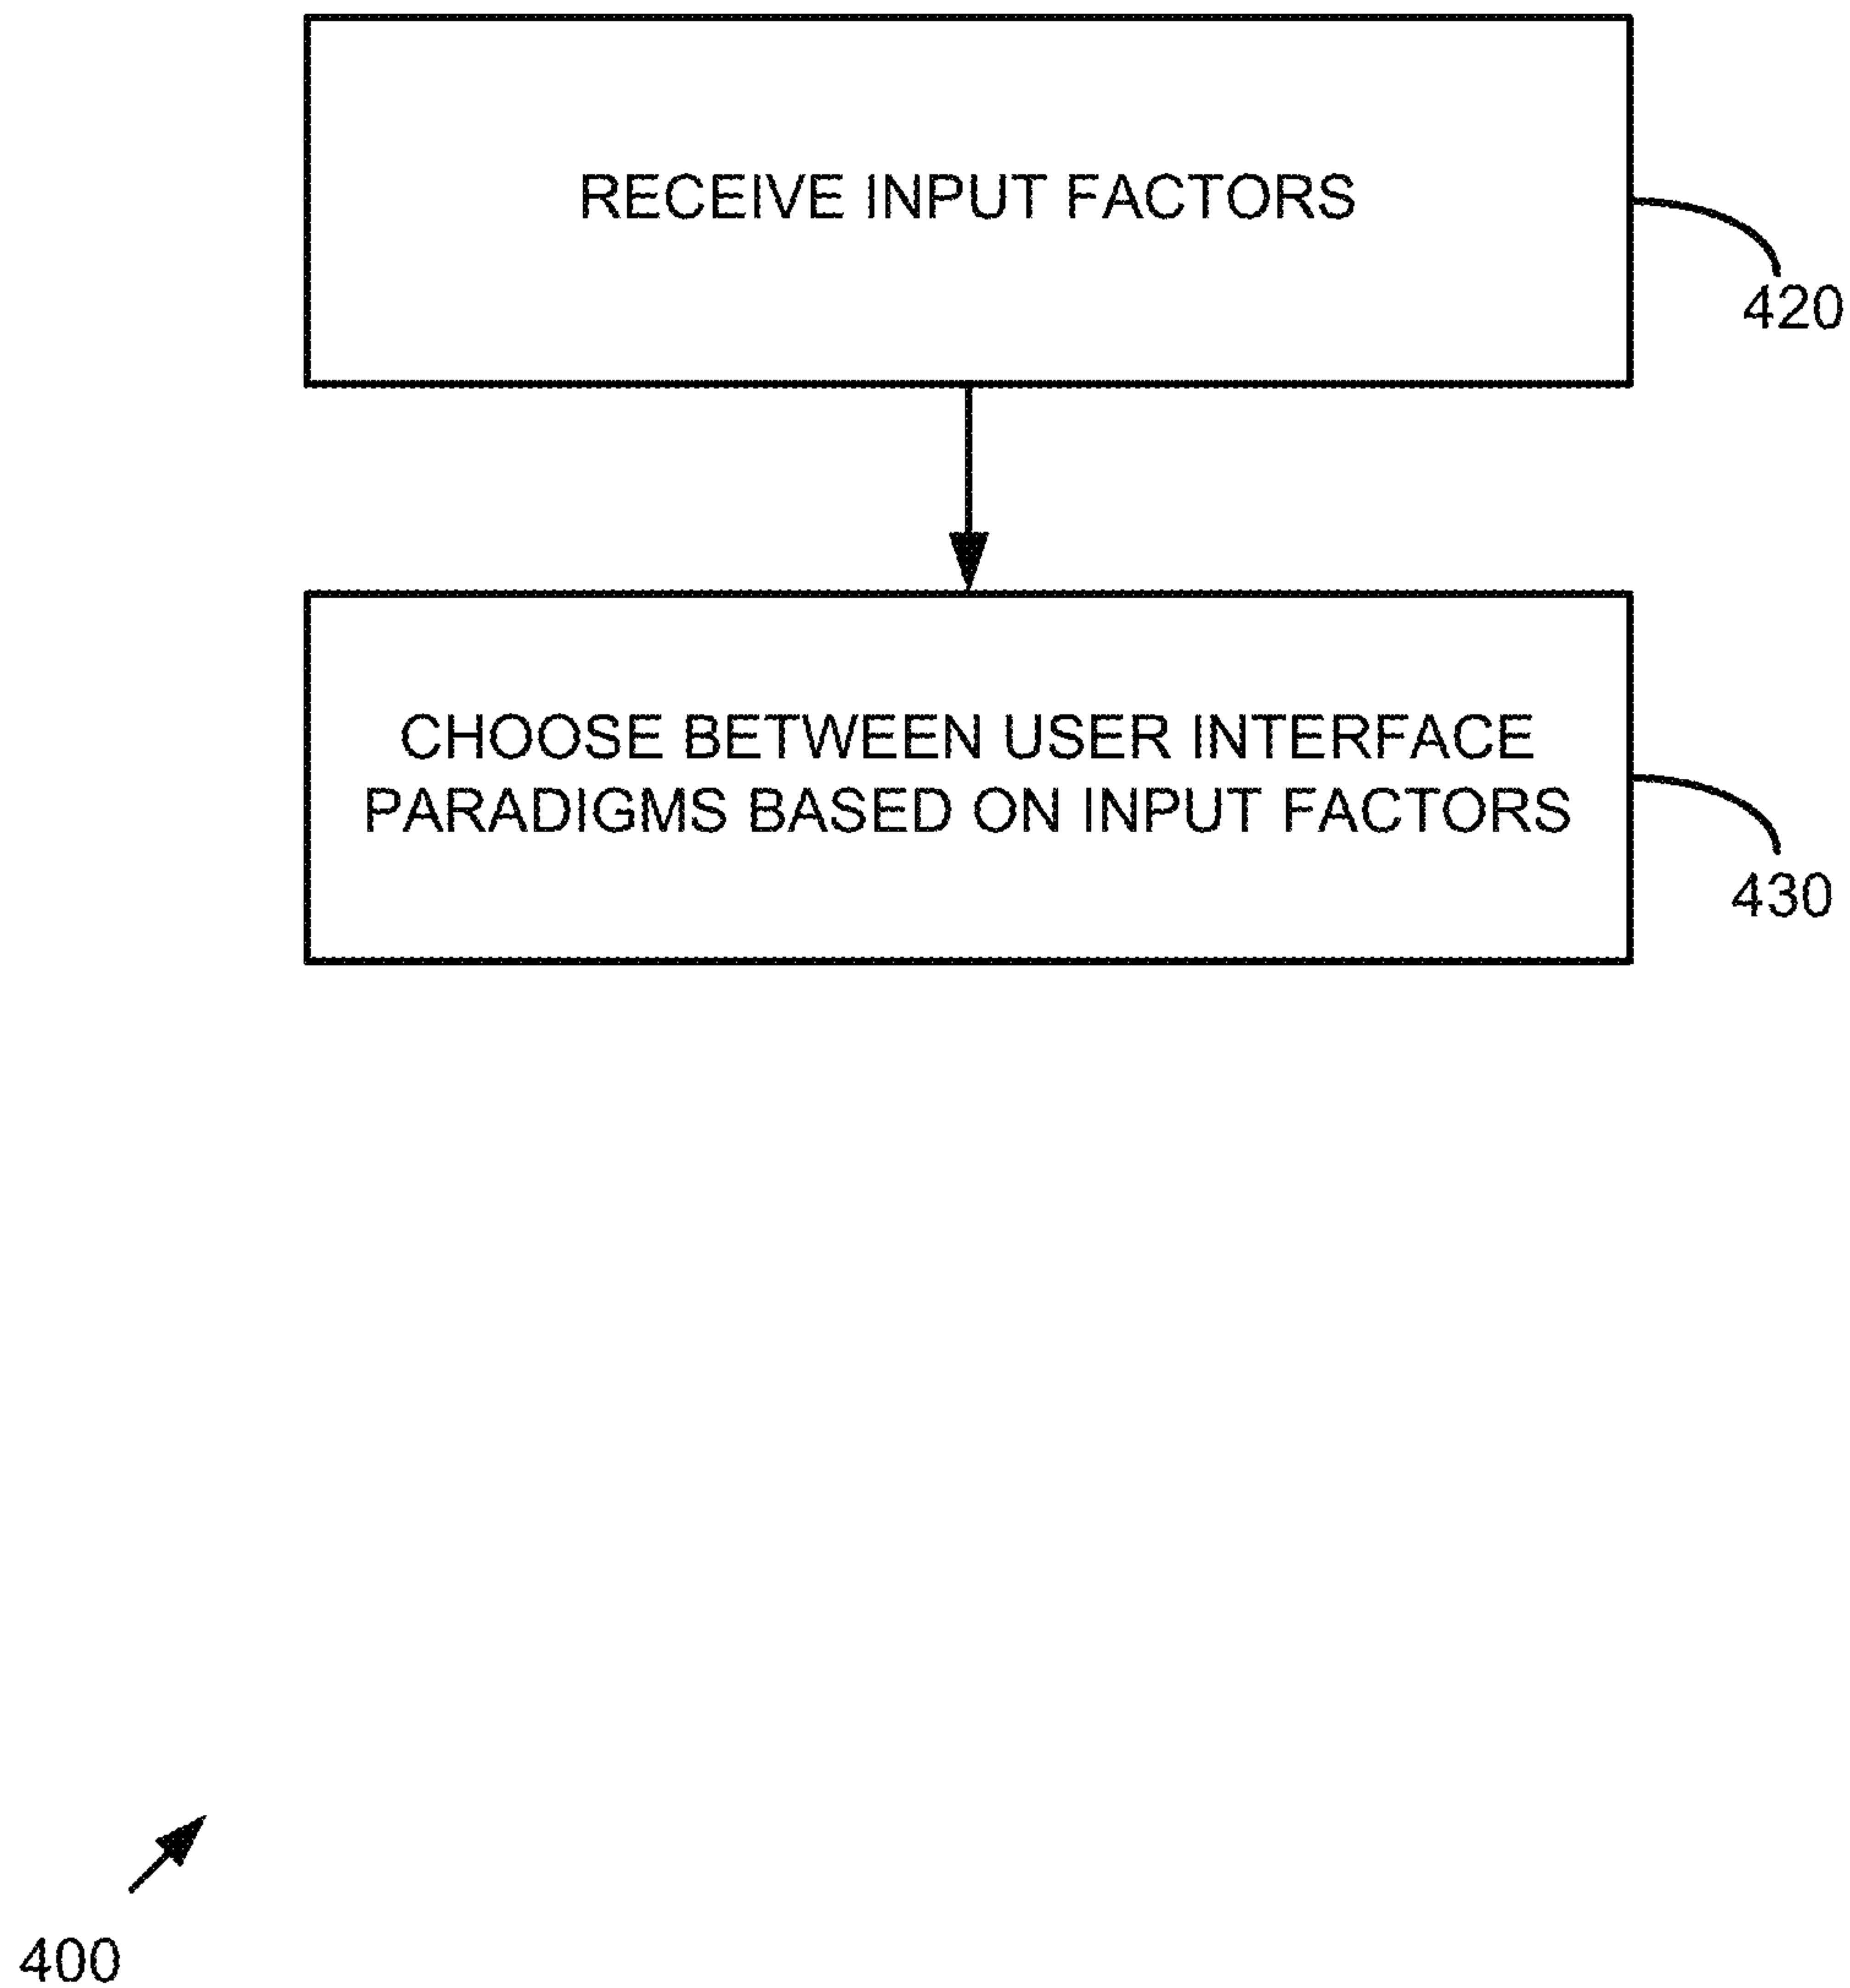 RECEIVE INPUT FACTORS
420
CHOOSE BETWEEN USER INTERFACE
PARADIGMS BASED ON INPUT FACTORS
430
400